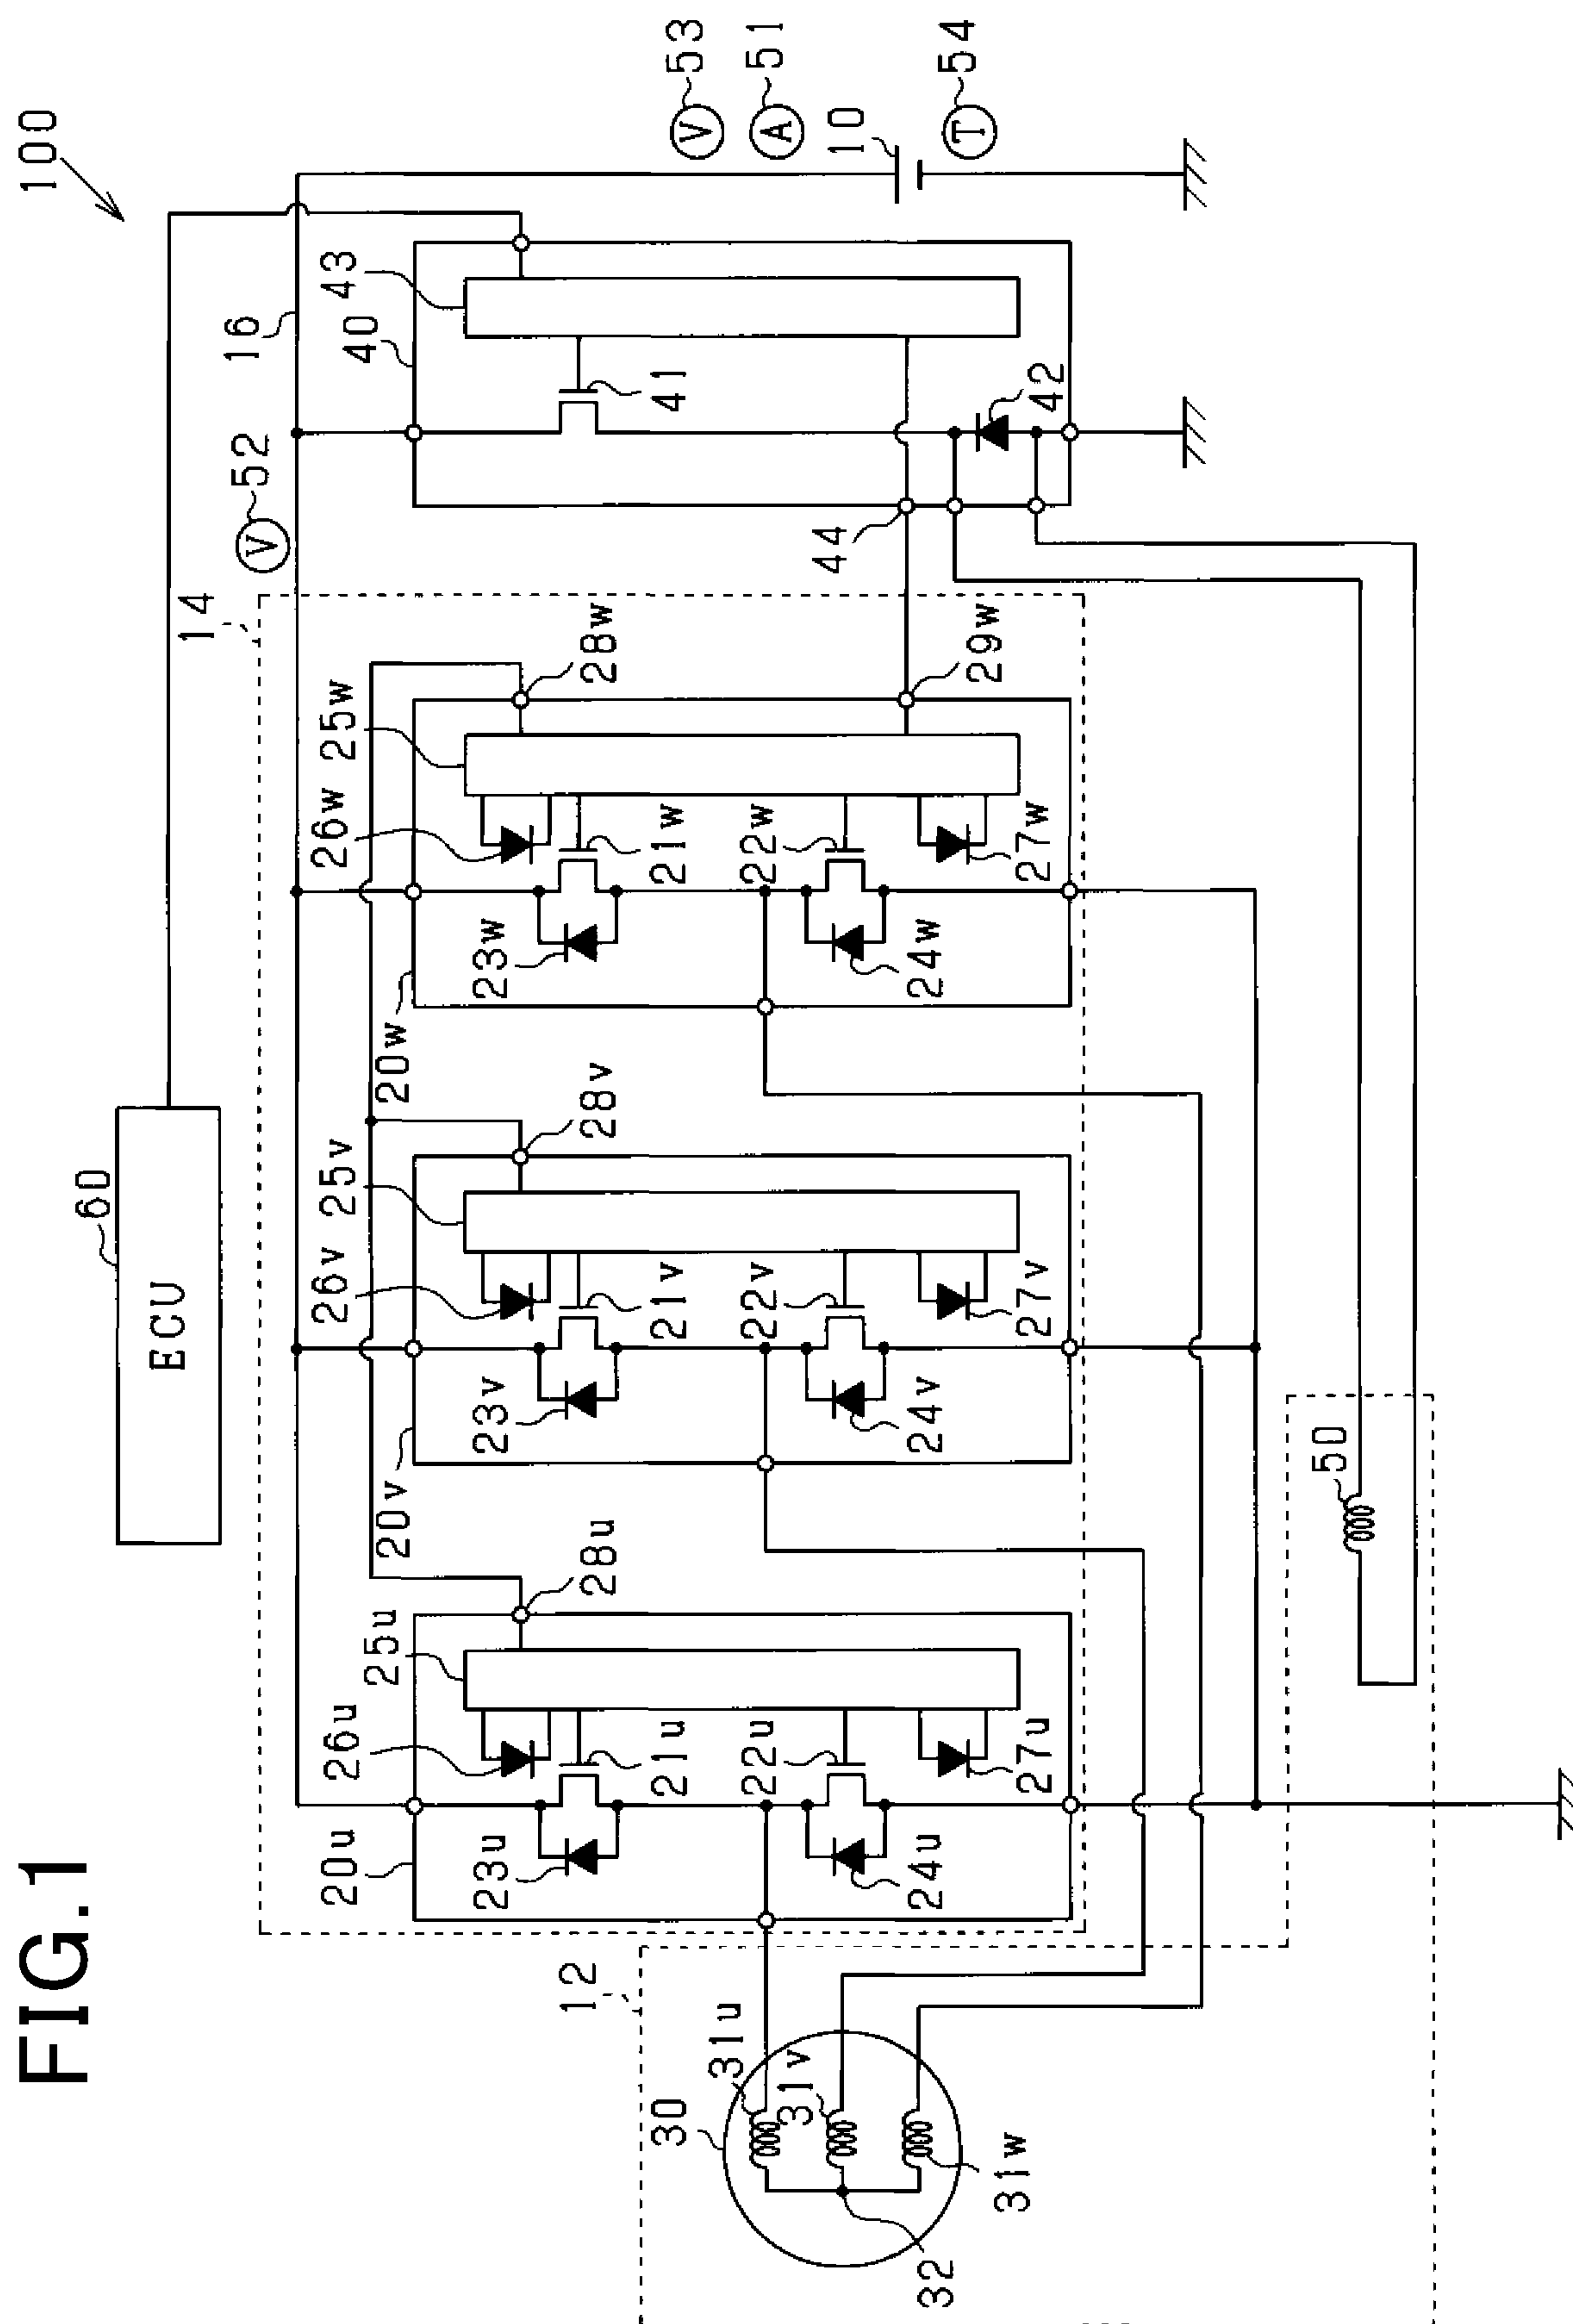 FIG.1
100
60
ECU
14
V
52
16
V
53
A
51
10
T
54
40
43
41
42
44
20u
26u
25u
28u
23u
21u
22u
24u
27u
20v
26v
25v
28v
23v
21v
22v
24v
27v
20w
26w
25w
28w
23w
21w
22w
24w
27w
29w
12
30
31u
31v
31w
32
50